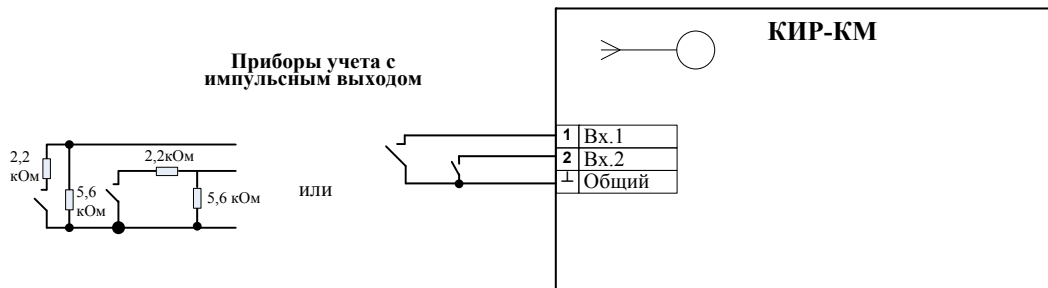 КИР-КМ
Приборы учета с
импульсным выходом
1 Вх.1
2 Вх.2
⊥ Общий
2,2
кОм
5,6
кОм
2,2кОм
5,6 кОм
или